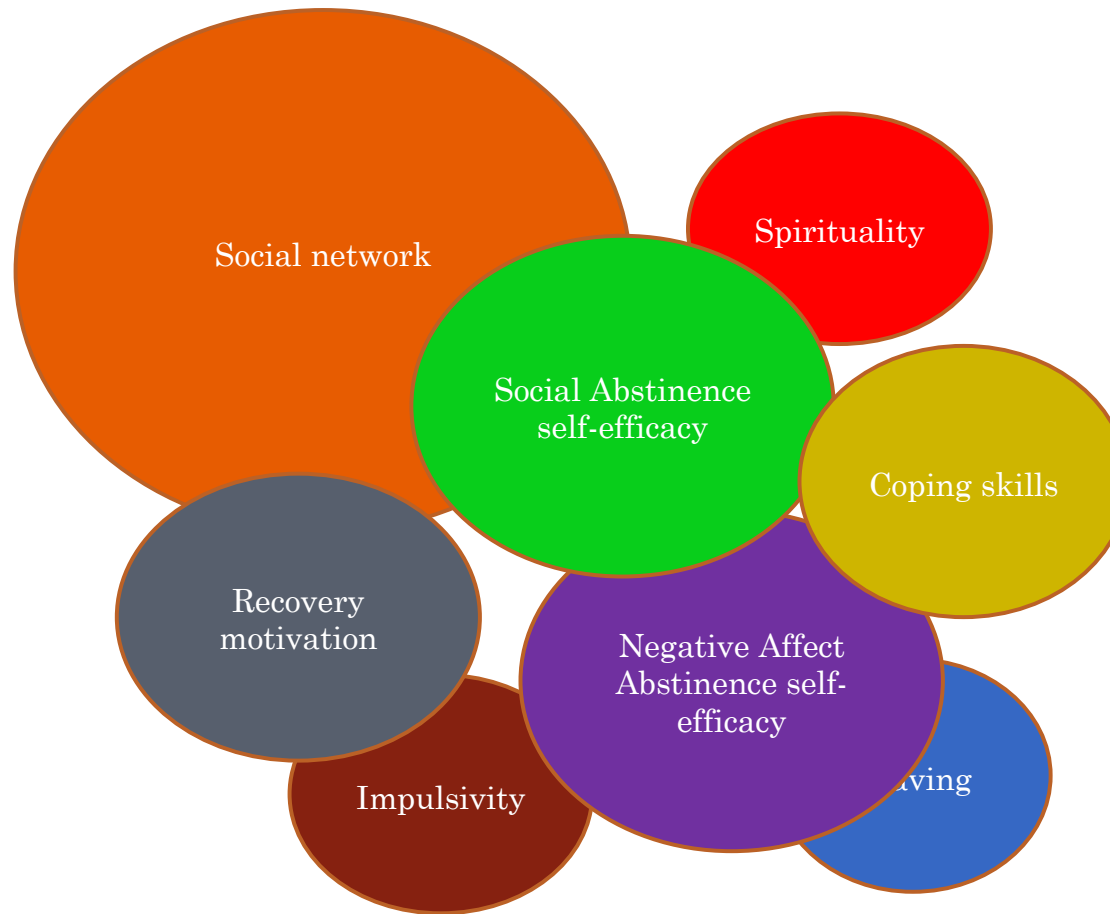 Social network
Spirituality
Social Abstinence
self-efficacy
Coping skills
Recovery
motivation
Negative Affect
Abstinence self-
efficacy
Impulsivity